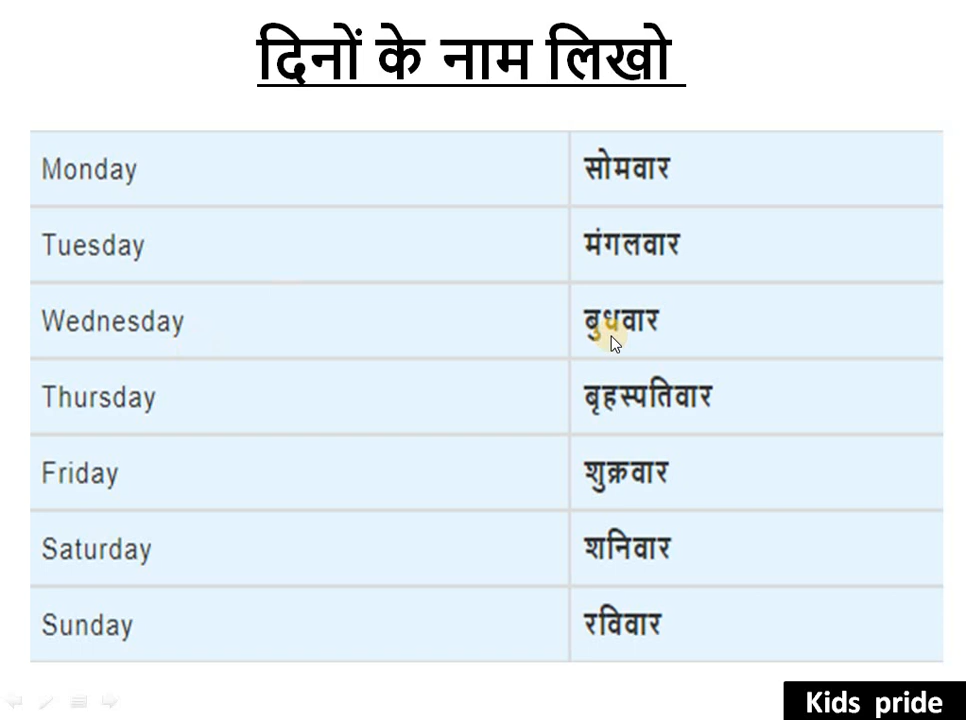 दिनों के नाम लिखो
Monday सोमवार
Tuesday मंगलवार
Wednesday बुधवार
Thursday बृहस्पतिवार
Friday शुक्रवार
Saturday शनिवार
Sunday रविवार
Kids pride